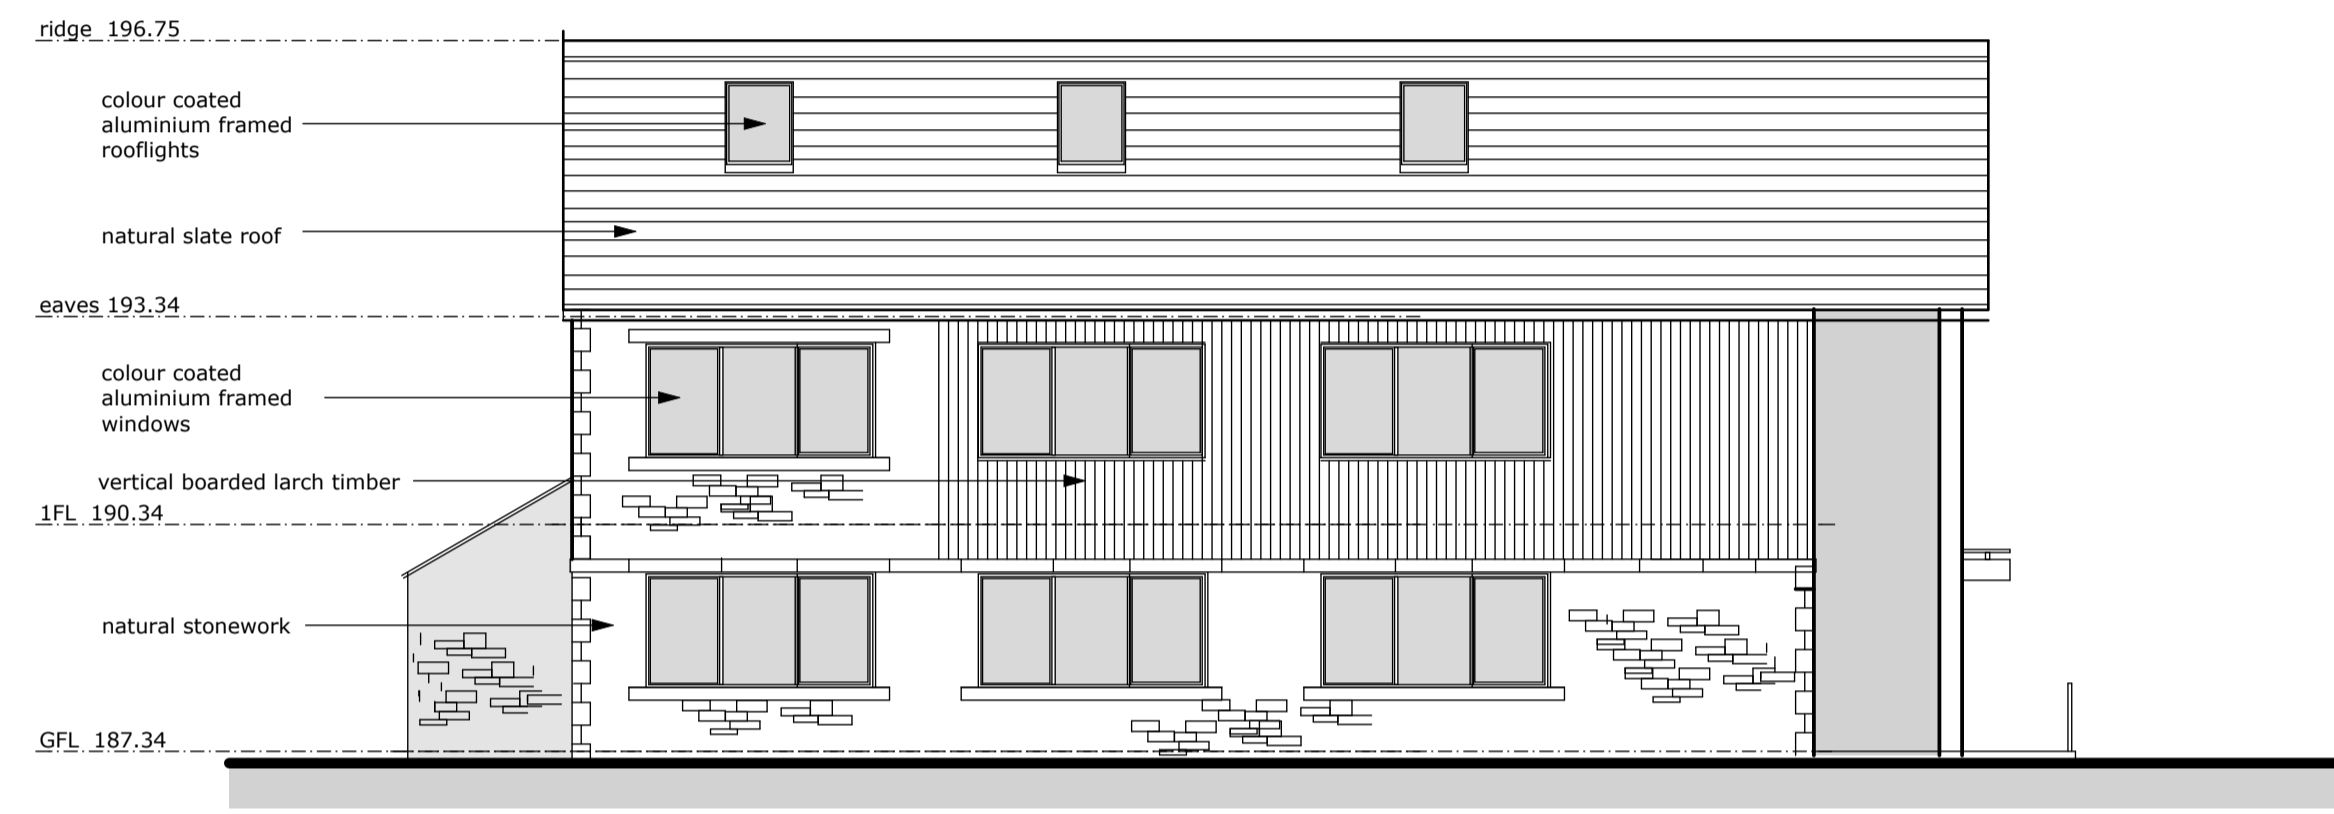 ridge 196.75
colour coated
aluminium framed
rooflights
natural slate roof
eaves 193.34
colour coated
aluminium framed
windows
vertical boarded larch timber
1FL 190.34
natural stonework
GFL 187.34